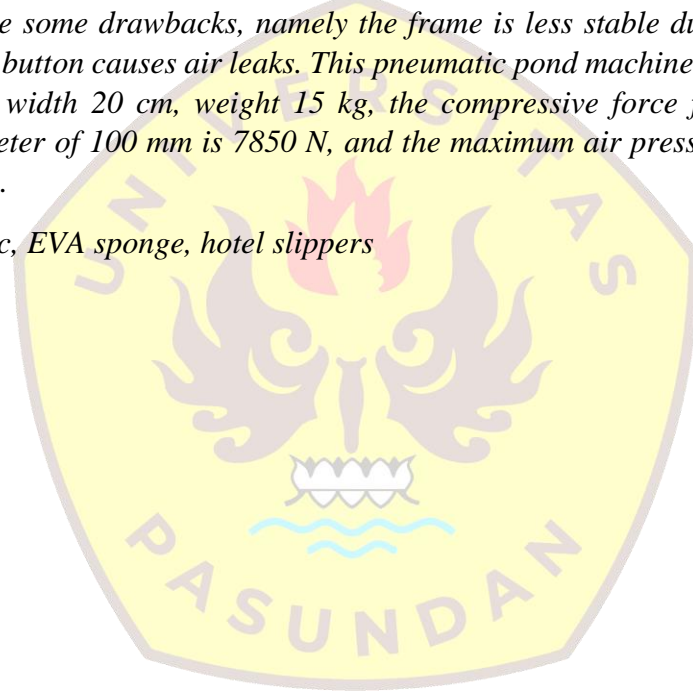 e some drawbacks, namely the frame is less stable du
button causes air leaks. This pneumatic pond machine
width 20 cm, weight 15 kg, the compressive force f
eter of 100 mm is 7850 N, and the maximum air press
.
c, EVA sponge, hotel slippers
UNIVERSITAS
PASUNDAN